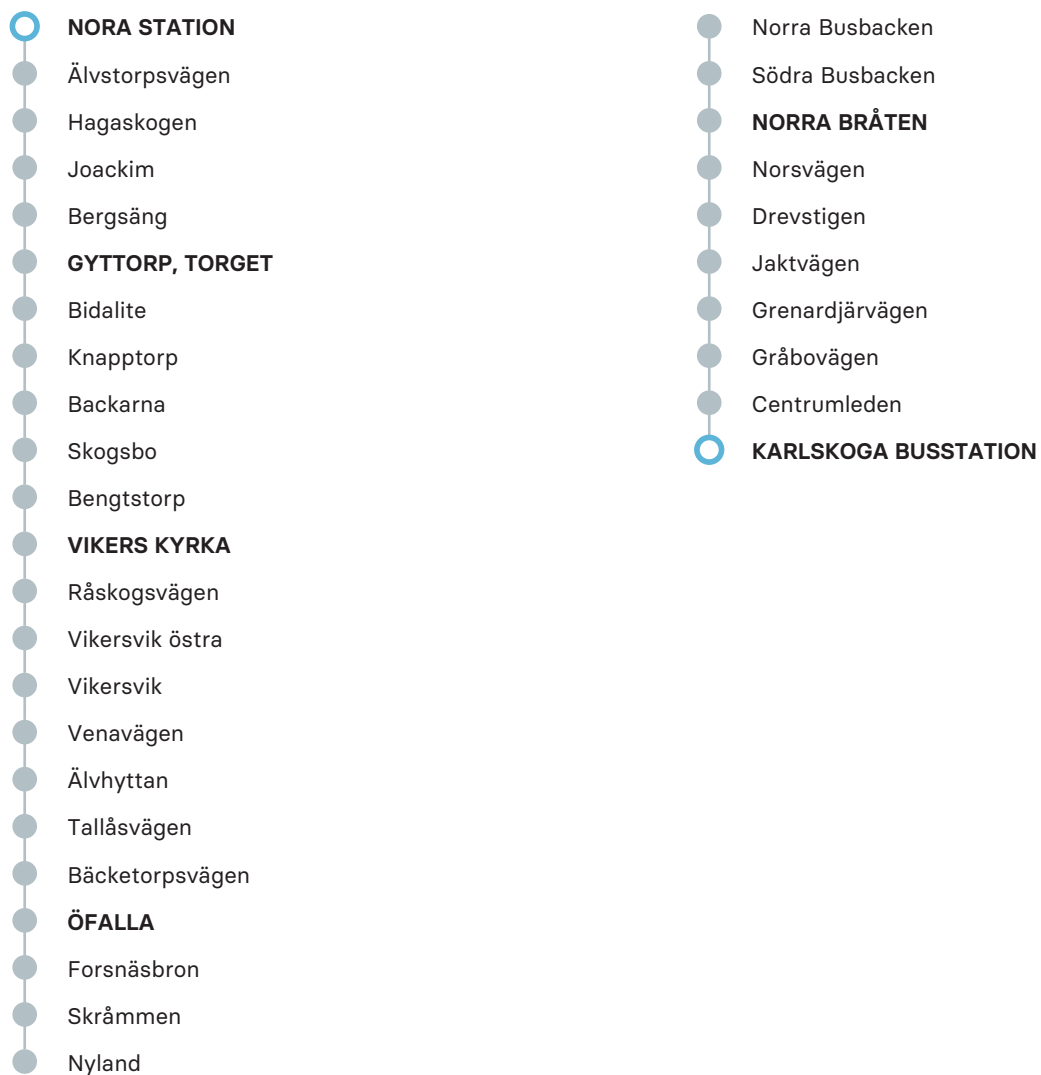 NORA STATION
Älvstorpsvägen
Hagaskogen
Joackim
Bergsäng
GYTTORP, TORGET
Bidalite
Knapptorp
Backarna
Skogsbo
Bengtstorp
VIKERS KYRKA
Råskogsvägen
Vikersvik östra
Vikersvik
Venavägen
Älvhyttan
Tallåsvägen
Bäcketorpsvägen
ÖFALLA
Forsnäsbron
Skråmmen
Nyland
Norra Busbacken
Södra Busbacken
NORRA BRÅTEN
Norsvägen
Drevstigen
Jaktvägen
Grenardjärvägen
Gråbovägen
Centrumleden
KARLSKOGA BUSSTATION